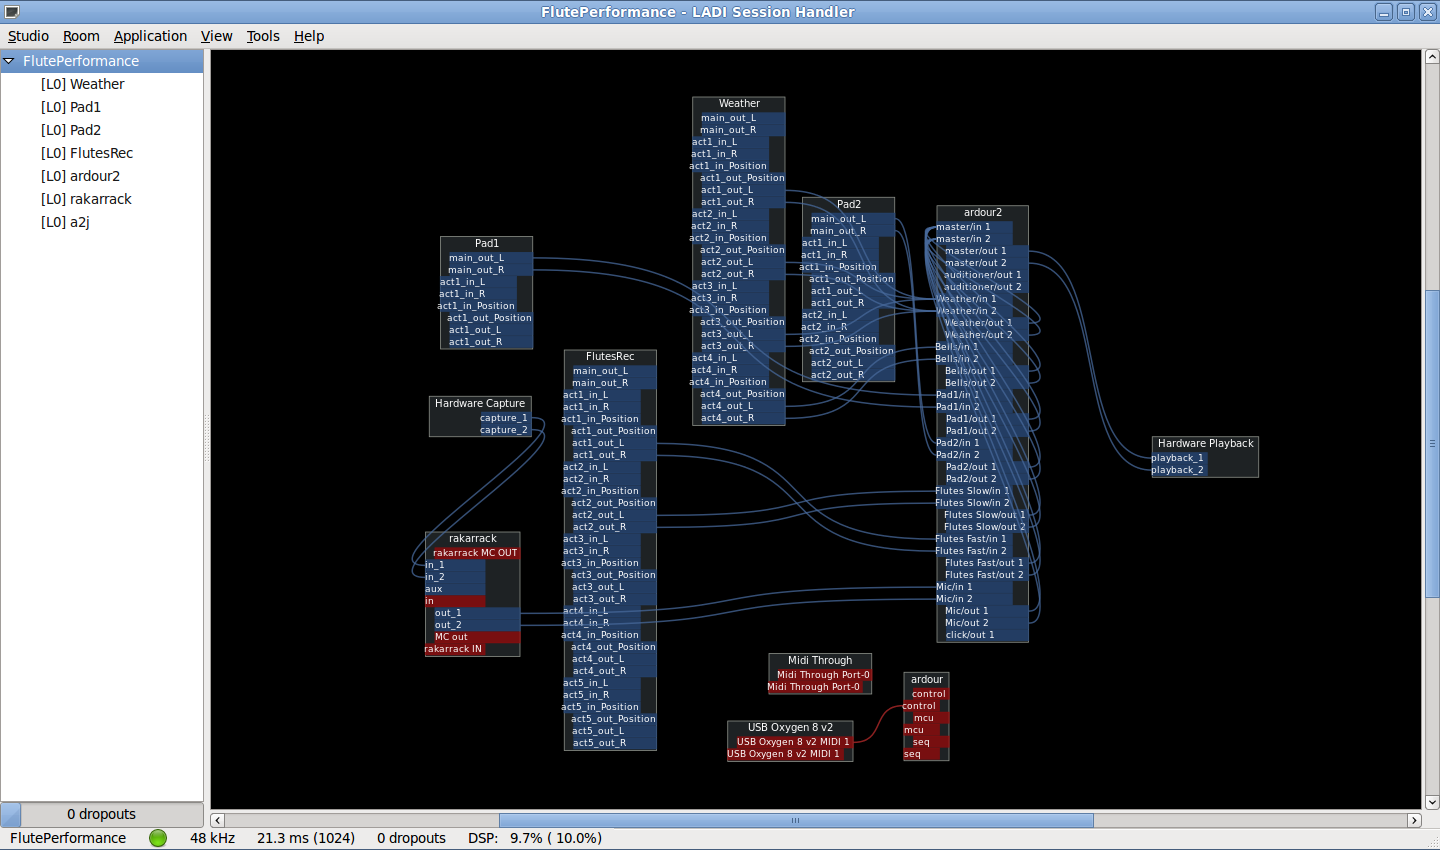 FlutePerformance - LADI Session Handler
Studio Room Application View Tools Help
FlutePerformance
[L0] Weather
[L0] Pad1
[L0] Pad2
[L0] FlutesRec
[L0] ardour2
[L0] rakarrack
[L0] a2j
0 dropouts
Pad1
main_out_L
main_out_R
act1_in_L
act1_in_R
act1_in_Position
act1_out_Position
act1_out_L
act1_out_R
Hardware Capture
capture_1
capture_2
rakarrack
rakarrack MC OUT
in_1
in_2
aux
in
out_1
out_2
MC out
rakarrack IN
FlutesRec
main_out_L
main_out_R
act1_in_L
act1_in_R
act1_in_Position
act1_out_Position
act1_out_L
act1_out_R
act2_in_L
act2_in_R
act2_in_Position
act2_out_Position
act2_out_L
act2_out_R
act3_in_L
act3_in_R
act3_in_Position
act3_out_Position
act3_out_L
act3_out_R
act4_in_L
act4_in_R
act4_in_Position
act4_out_Position
act4_out_L
act4_out_R
act5_in_L
act5_in_R
act5_in_Position
act5_out_Position
act5_out_L
act5_out_R
Weather
main_out_L
main_out_R
act1_in_L
act1_in_R
act1_in_Position
act1_out_Position
act1_out_L
act1_out_R
act2_in_L
act2_in_R
act2_in_Position
act2_out_Position
act2_out_L
act2_out_R
act3_in_L
act3_in_R
act3_in_Position
act3_out_Position
act3_out_L
act3_out_R
act4_in_L
act4_in_R
act4_in_Position
act4_out_Position
act4_out_L
act4_out_R
Pad2
main_out_L
main_out_R
act1_in_L
act1_in_R
act1_in_Position
act1_out_Position
act1_out_L
act1_out_R
act2_in_L
act2_in_R
act2_in_Position
act2_out_Position
act2_out_L
act2_out_R
ardour2
master/in 1
master/in 2
master/out 1
master/out 2
auditioner/out 1
auditioner/out 2
Weather/in 1
Weather/in 2
Weather/out 1
Weather/out 2
Bells/in 1
Bells/in 2
Bells/out 1
Bells/out 2
Pad1/in 1
Pad1/in 2
Pad1/out 1
Pad1/out 2
Pad2/in 1
Pad2/in 2
Pad2/out 1
Pad2/out 2
Flutes Slow/in 1
Flutes Slow/in 2
Flutes Slow/out 1
Flutes Slow/out 2
Flutes Fast/in 1
Flutes Fast/in 2
Flutes Fast/out 1
Flutes Fast/out 2
Mic/in 1
Mic/in 2
Mic/out 1
Mic/out 2
click/out 1
Hardware Playback
playback_1
playback_2
Midi Through
Midi Through Port-0
Midi Through Port-0
USB Oxygen 8 v2
USB Oxygen 8 v2 MIDI 1
USB Oxygen 8 v2 MIDI 1
ardour
control
control
mcu
mcu
seq
seq
FlutePerformance 48 kHz 21.3 ms (1024) 0 dropouts DSP: 9.7% ( 10.0%)